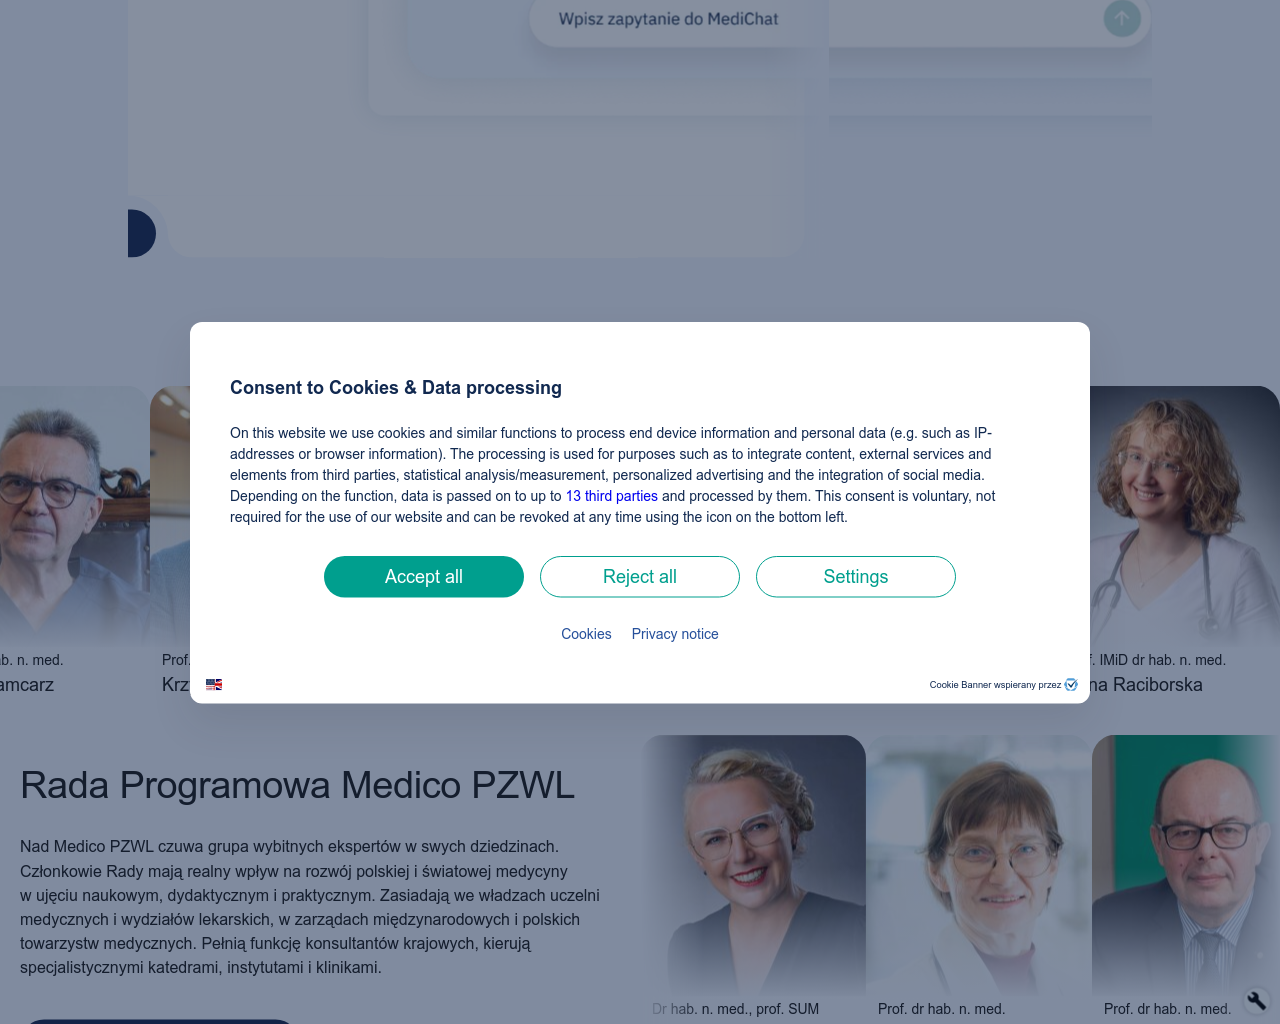 Wpisz zapytanie do MediChat
Consent to Cookies & Data processing
On this website we use cookies and similar functions to process end device information and personal data (e.g. such as IP-
addresses or browser information). The processing is used for purposes such as to integrate content, external services and
elements from third parties, statistical analysis/measurement, personalized advertising and the integration of social media.
Depending on the function, data is passed on to up to 13 third parties and processed by them. This consent is voluntary, not
required for the use of our website and can be revoked at any time using the icon on the bottom left.
Accept all
Reject all
Settings
Cookies
Privacy notice
Cookie Banner wspierany przez
b. n. med.
amcarz
Prof.
Krz
. IMiD dr hab. n. med.
na Raciborska
Rada Programowa Medico PZWL
Nad Medico PZWL czuwa grupa wybitnych ekspertów w swych dziedzinach.
Członkowie Rady mają realny wpływ na rozwój polskiej i światowej medycyny
w ujęciu naukowym, dydaktycznym i praktycznym. Zasiadają we władzach uczelni
medycznych i wydziałów lekarskich, w zarządach międzynarodowych i polskich
towarzystw medycznych. Pełnią funkcję konsultantów krajowych, kierują
specjalistycznymi katedrami, instytutami i klinikami.
Dr hab. n. med., prof. SUM
Prof. dr hab. n. med.
Prof. dr hab. n. med.